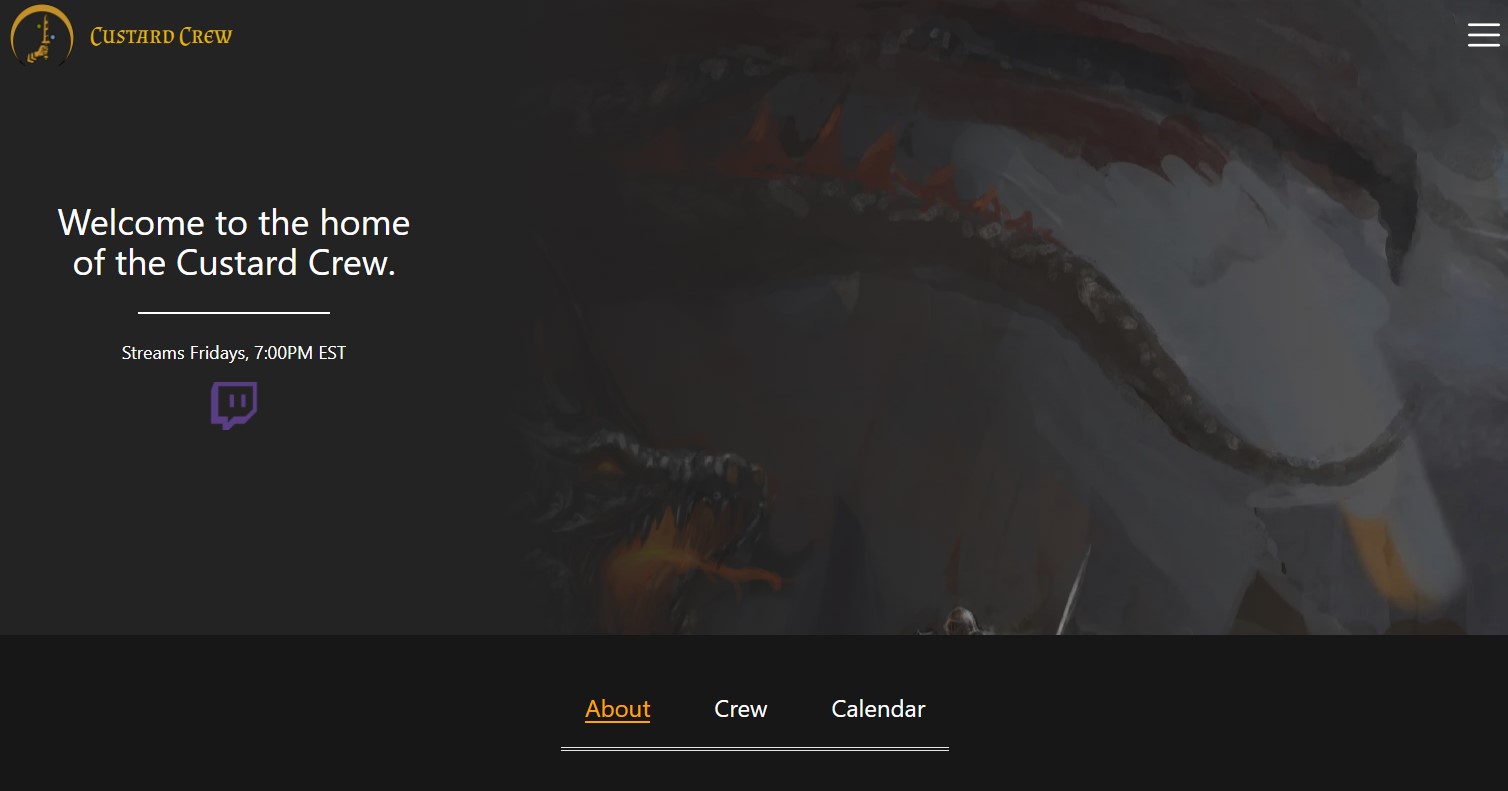 Custard Crew
Welcome to the home
of the Custard Crew.
Streams Fridays, 7:00PM EST
About
Crew
Calendar